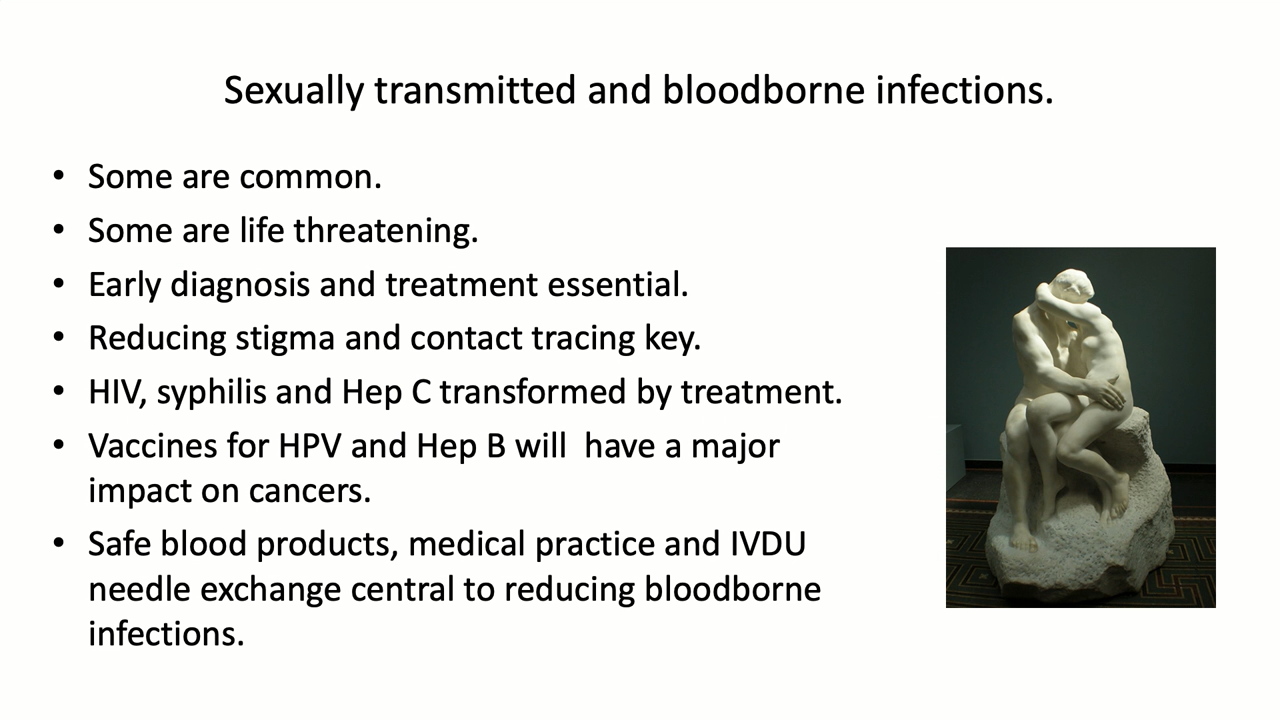 Sexually transmitted and bloodborne infections.
• Some are common.
• Some are life threatening.
• Early diagnosis and treatment essential.
• Reducing stigma and contact tracing key.
• HIV, syphilis and Hep C transformed by treatment.
• Vaccines for HPV and Hep B will  have a major
impact on cancers.
• Safe blood products, medical practice and IVDU
needle exchange central to reducing bloodborne
infections.